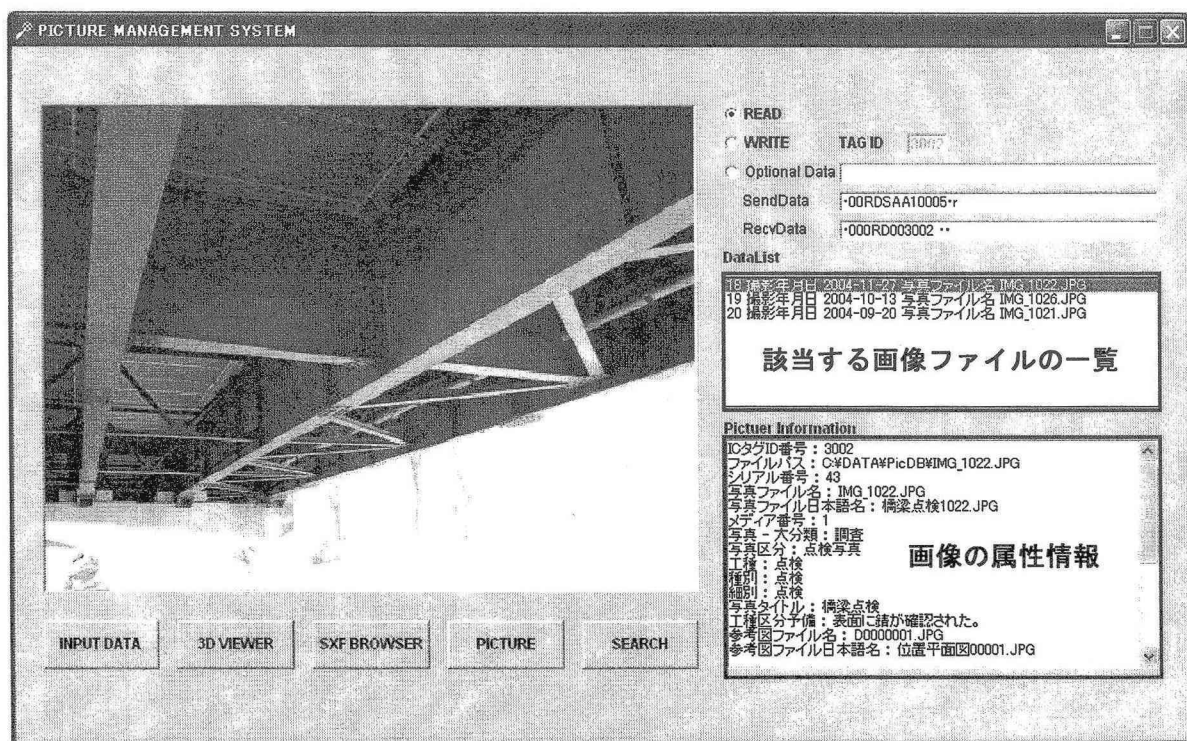 PICTURE MANAGEMENT SYSTEM
READ
WRITE TAG ID 3002
Optional Data
SendData ・00RDSAA10005・r
RecvData ・000RD003002 ・・
DataList
18 撮影年月日 2004-11-27 写真ファイル名 IMG_1022.JPG
19 撮影年月日 2004-10-13 写真ファイル名 IMG_1026.JPG
20 撮影年月日 2004-09-20 写真ファイル名 IMG_1021.JPG
該当する画像ファイルの一覧
Pictuer Information
ICタグID番号：3002
ファイルパス：C:¥DATA¥PicDB¥IMG_1022.JPG
シリアル番号：43
写真ファイル名：IMG_1022.JPG
写真ファイル日本語名：橋梁点検1022.JPG
メディア番号：1
写真－大分類：調査
写真区分：点検写真
画像の属性情報
工種：点検
種別：点検
細別：点検
写真タイトル：橋梁点検
工種区分予備：表面に錆が確認された。
参考図ファイル名：D0000001.JPG
参考図ファイル日本語名：位置平面図00001.JPG
INPUT DATA
3D VIEWER
SXF BROWSER
PICTURE
SEARCH